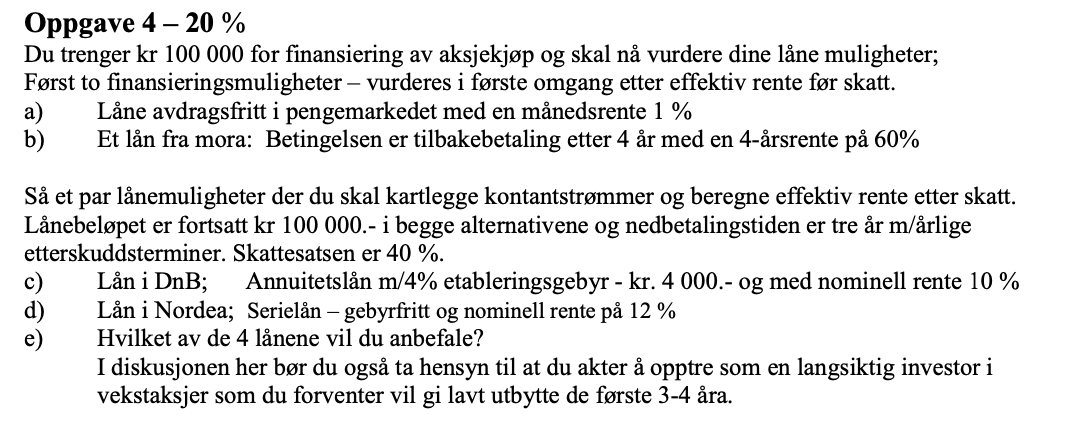 Oppgave 4 – 20 %
Du trenger kr 100 000 for finansiering av aksjekjøp og skal nå vurdere dine låne muligheter;
Først to finansieringsmuligheter – vurderes i første omgang etter effektiv rente før skatt.
a) Låne avdragsfritt i pengemarkedet med en månedsrente 1 %
b) Et lån fra mora: Betingelsen er tilbakebetaling etter 4 år med en 4-årsrente på 60%
Så et par lånemuligheter der du skal kartlegge kontantstrømmer og beregne effektiv rente etter skatt.
Lånebeløpet er fortsatt kr 100 000.- i begge alternativene og nedbetalingstiden er tre år m/årlige
etterskuddsterminer. Skattesatsen er 40 %.
c) Lån i DnB; Annuitetslån m/4% etableringsgebyr - kr. 4 000.- og med nominell rente 10 %
d) Lån i Nordea; Serielån – gebyrfritt og nominell rente på 12 %
e) Hvilket av de 4 lånene vil du anbefale?
I diskusjonen her bør du også ta hensyn til at du akter å opptre som en langsiktig investor i
vekstaksjer som du forventer vil gi lavt utbytte de første 3-4 åra.